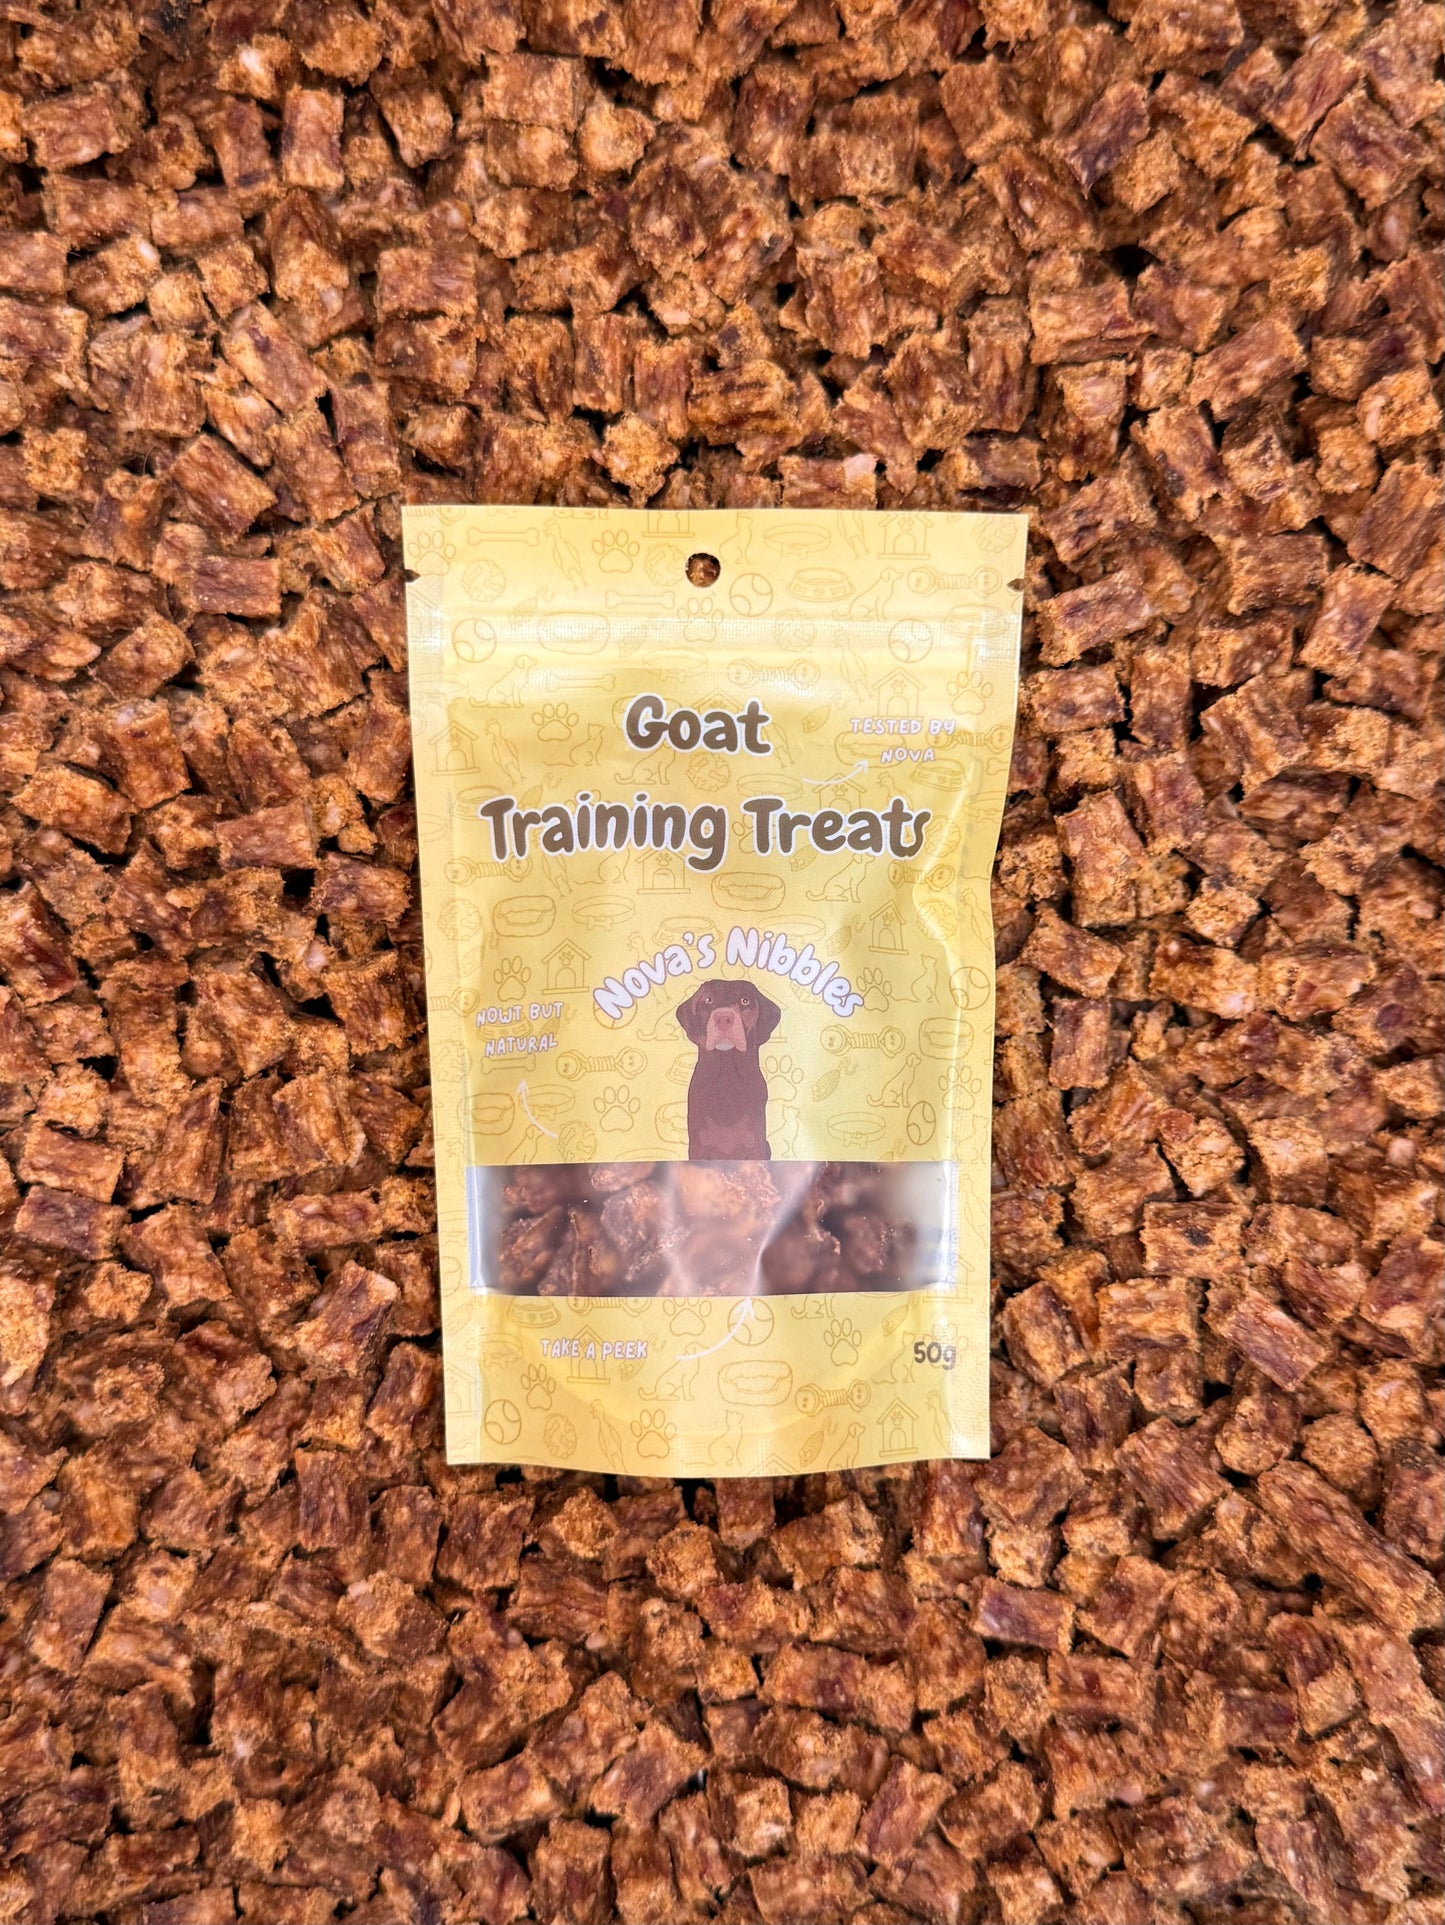 Goat
TESTED BY
NOVA
Training Treats
Nova's Nibbles
NOWT BUT
NATURAL
TAKE A PEEK
50g